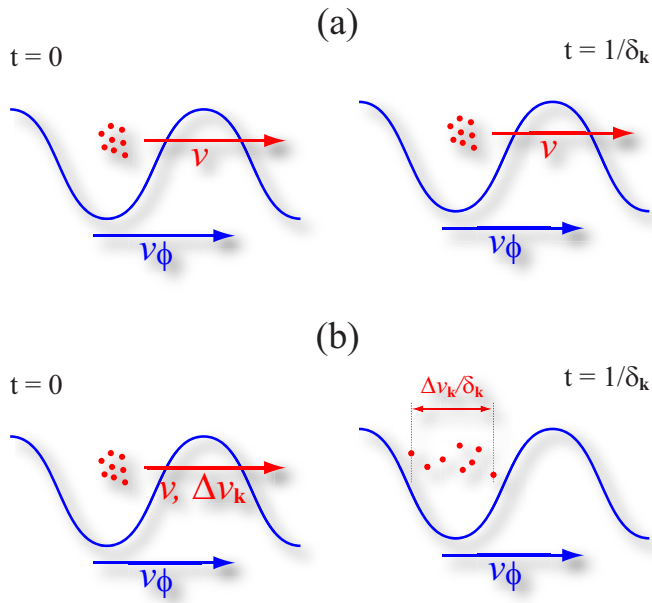 (a)
t = 0
t = 1/δk
v
v
vϕ
vϕ
(b)
t = 0
t = 1/δk
Δvk/δk
v, Δvk
vϕ
vϕ